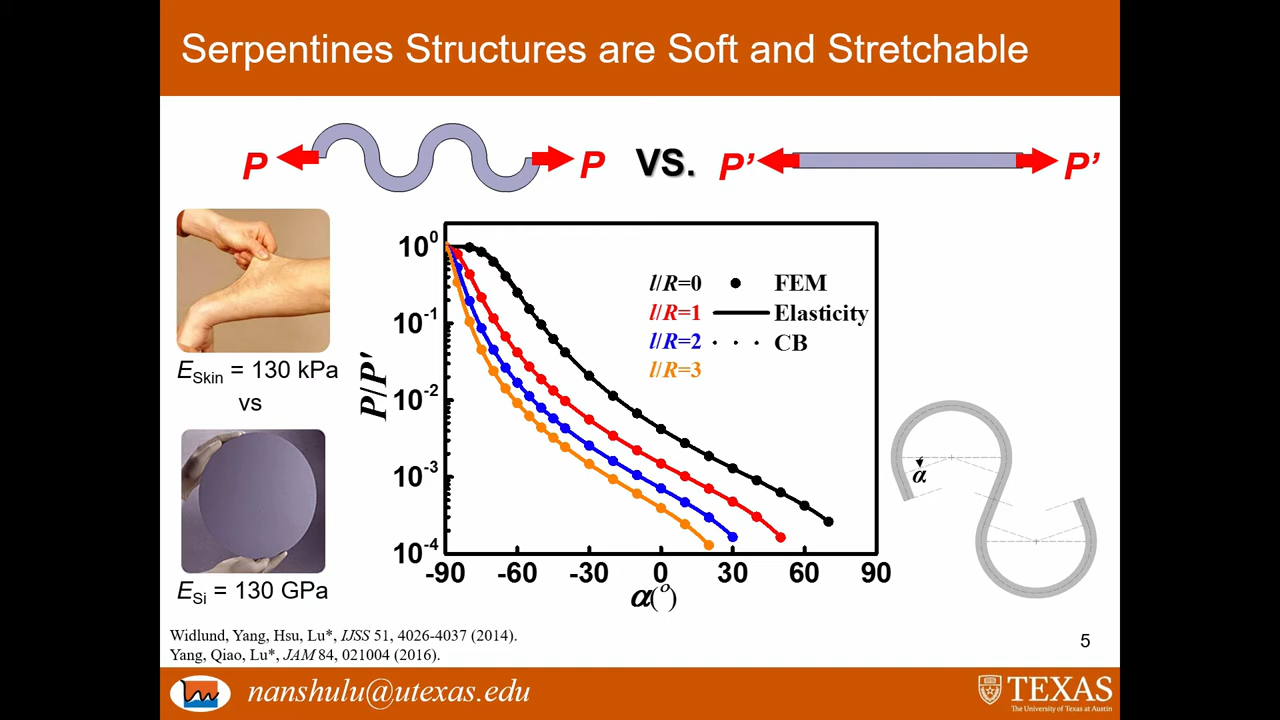 Serpentines Structures are Soft and Stretchable
P P VS. P’ P’
E_Skin = 130 kPa
vs
E_Si = 130 GPa
P/P'
10^0
10^-1
10^-2
10^-3
10^-4
l/R=0 FEM
l/R=1 Elasticity
l/R=2 CB
l/R=3
-90 -60 -30 0 30 60 90
α(°)
α
Widlund, Yang, Hsu, Lu*, IJSS 51, 4026-4037 (2014).
Yang, Qiao, Lu*, JAM 84, 021004 (2016).
5
nanshulu@utexas.edu
TEXAS
The University of Texas at Austin